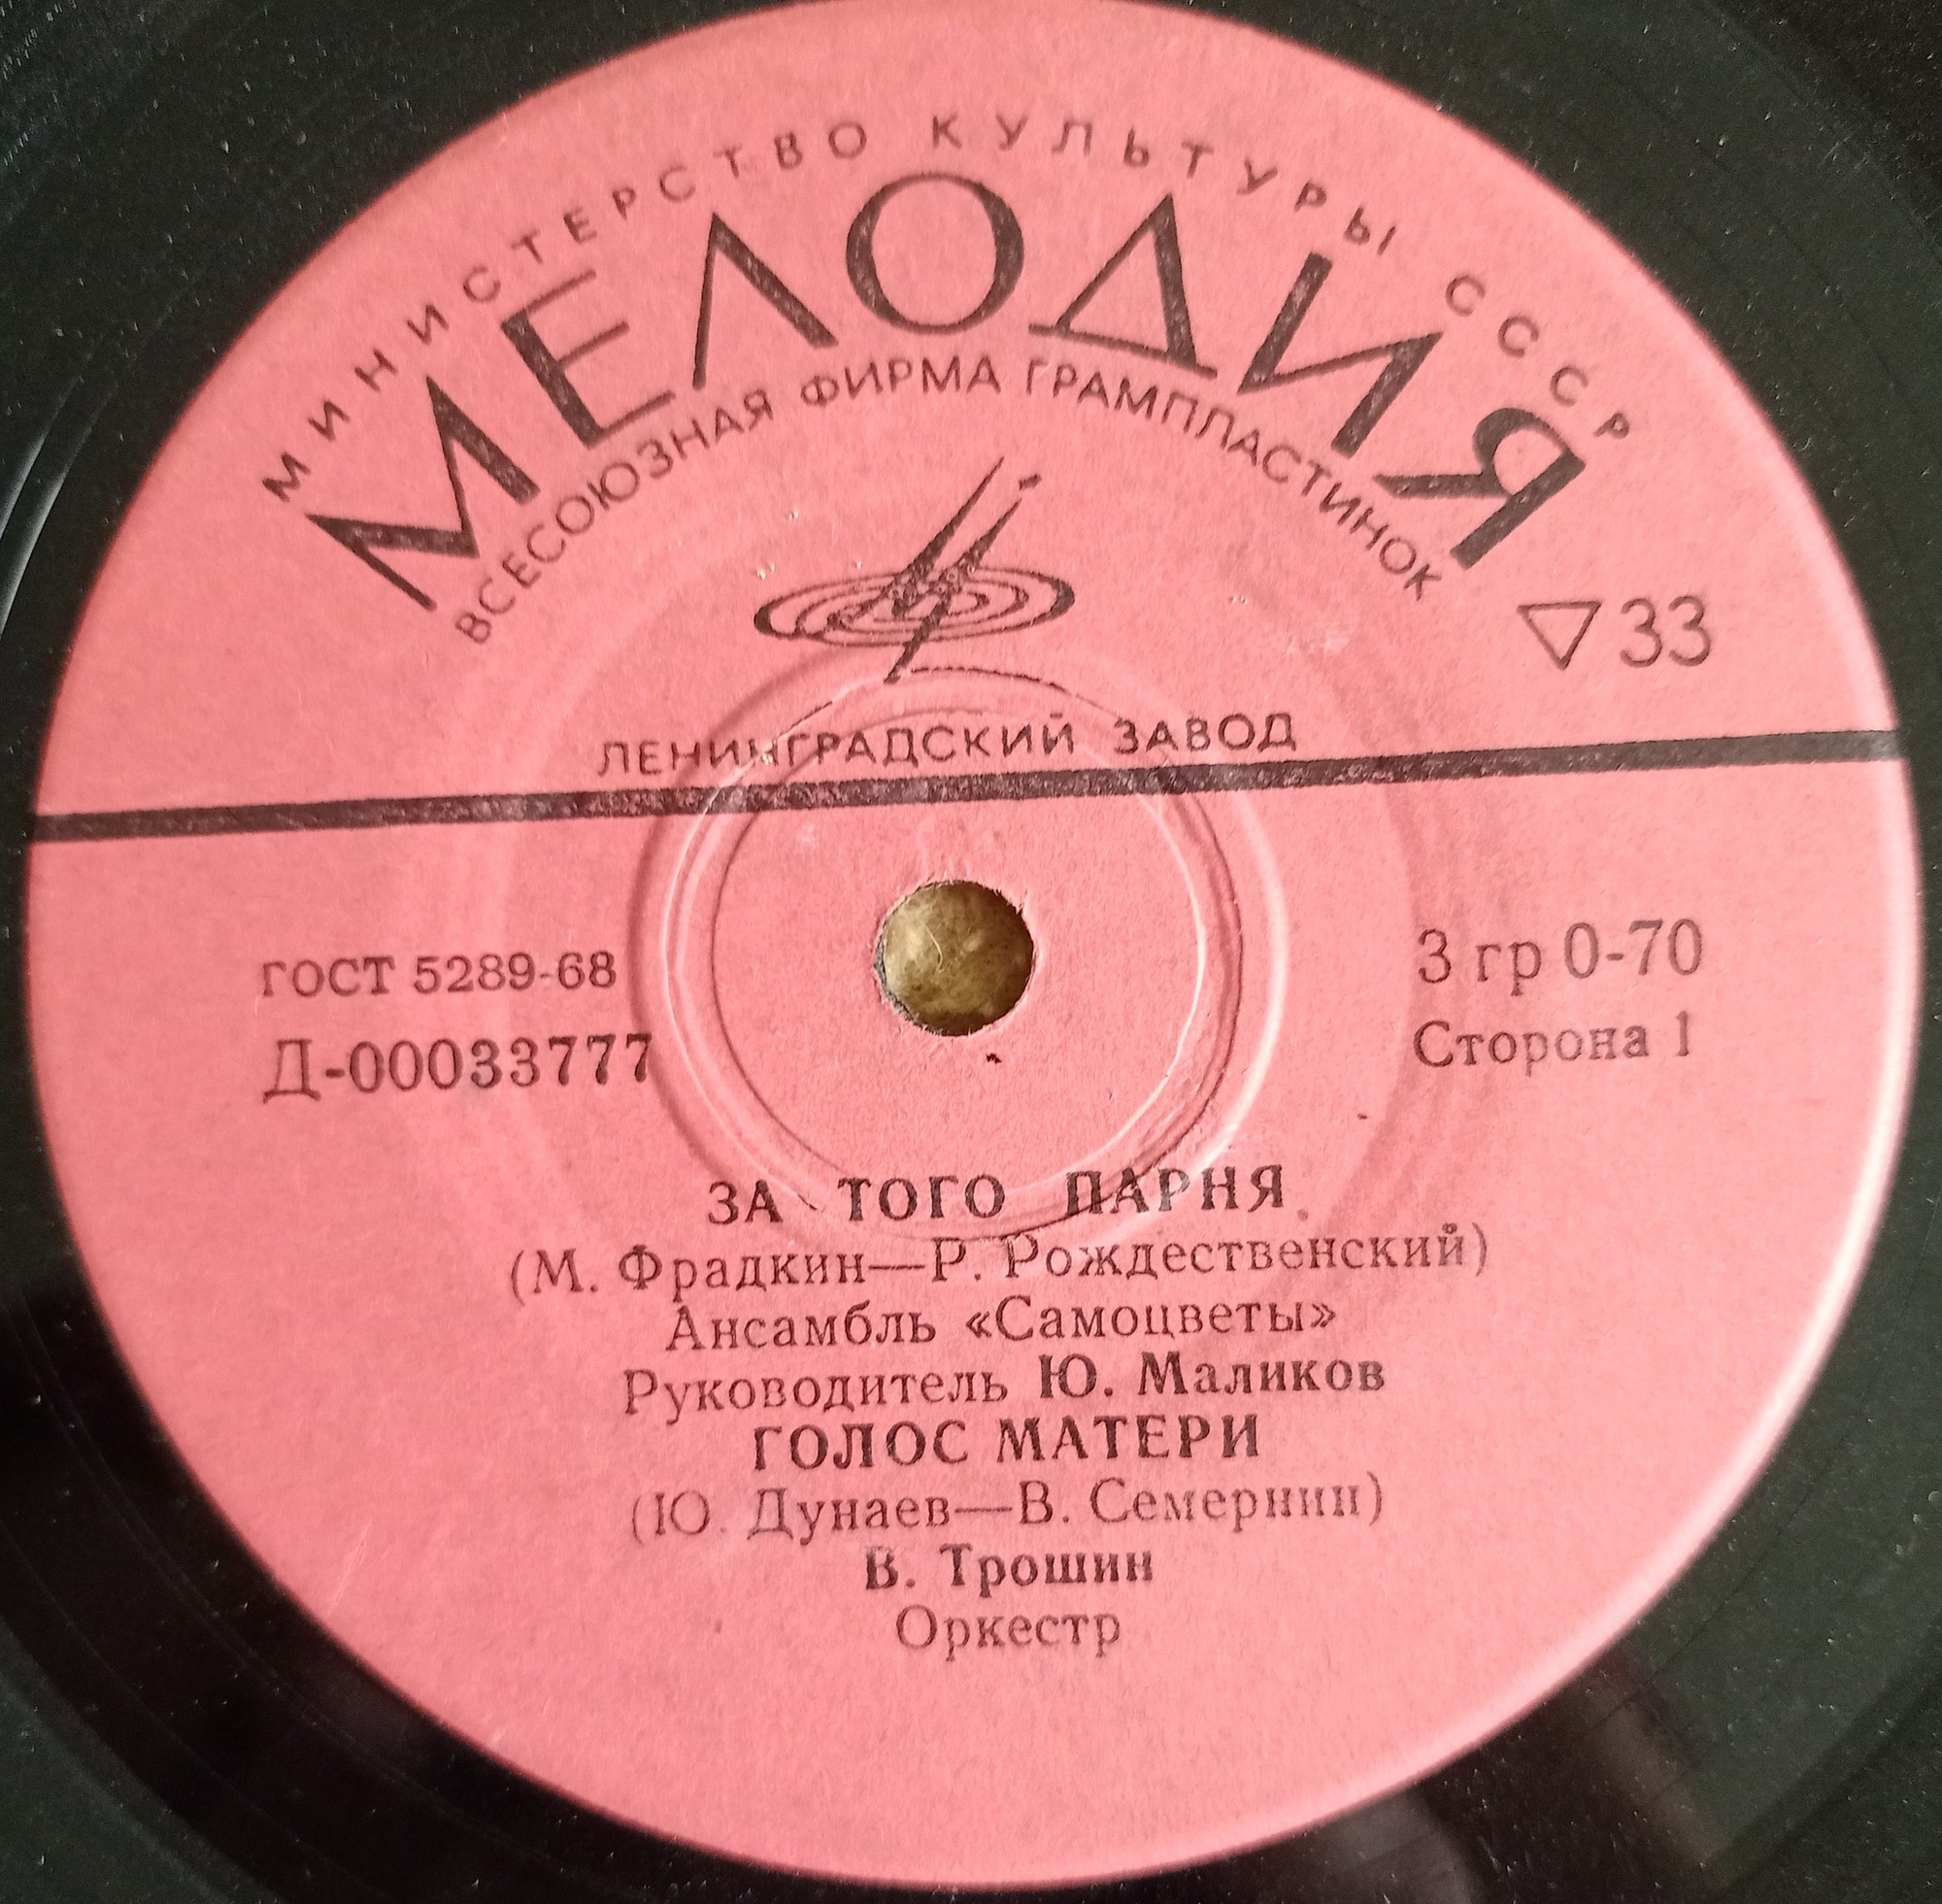 МИНИСТЕРСТВО КУЛЬТУРЫ СССР
МЕЛОДИЯ
ВСЕСОЮЗНАЯ ФИРМА ГРАМПЛАСТИНОК
▽33
ЛЕНИНГРАДСКИЙ ЗАВОД
ГОСТ 5289-68
3 гр 0-70
Д-00033777
Сторона 1
ЗА ТОГО ПАРНЯ
(М. Фрадкин—Р. Рождественский)
Ансамбль «Самоцветы»
Руководитель Ю. Маликов
ГОЛОС МАТЕРИ
(Ю. Дунаев—В. Семернин)
В. Трошин
Оркестр